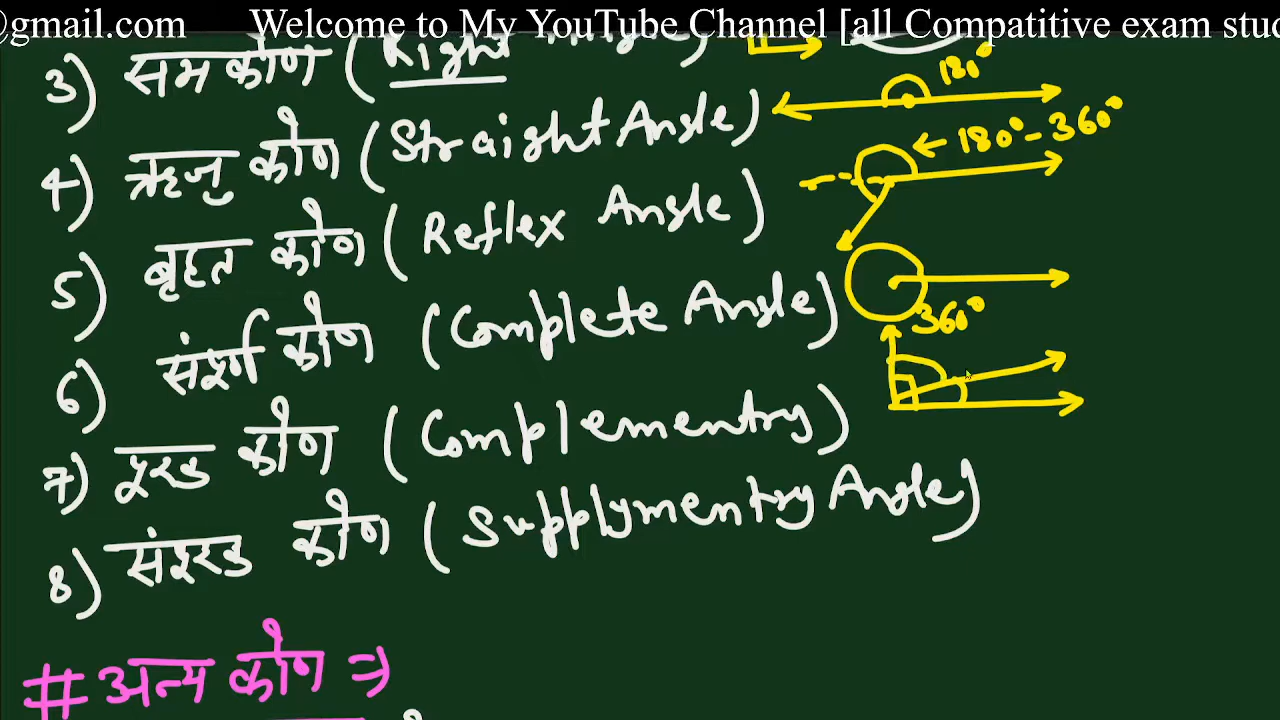 @gmail.com Welcome to My YouTube Channel [all Compatitive exam stud
3) सम कोण (Right
180°
4) ऋजु कोण (Straight Angle)
← 180° - 360°
5) बृहत कोण (Reflex Angle)
6) संपूर्ण कोण (Complete Angle)
360°
7) पूरक कोण (Complementry)
8) संपूरक कोण (Supplymentry Angle)
# अन्य कोण ⇒